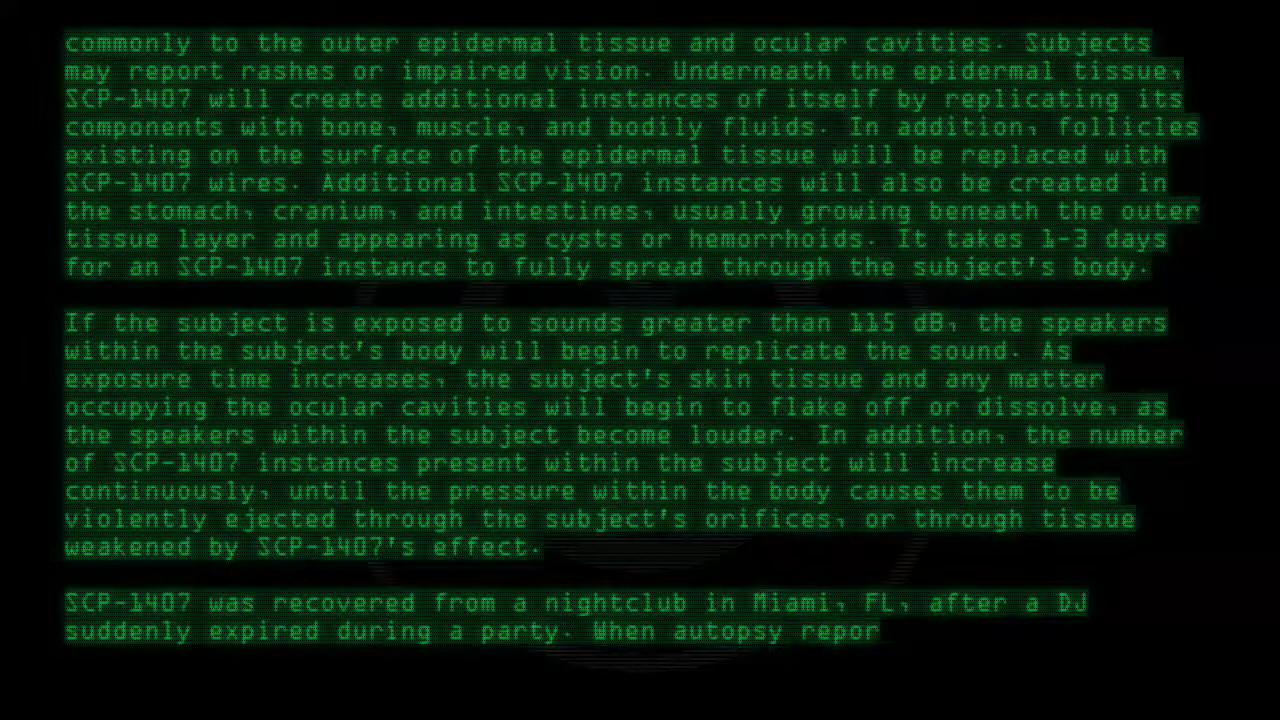 commonly to the outer epidermal tissue and ocular cavities. Subjects
may report rashes or impaired vision. Underneath the epidermal tissue,
SCP-1407 will create additional instances of itself by replicating its
components with bone, muscle, and bodily fluids. In addition, follicles
existing on the surface of the epidermal tissue will be replaced with
SCP-1407 wires. Additional SCP-1407 instances will also be created in
the stomach, cranium, and intestines, usually growing beneath the outer
tissue layer and appearing as cysts or hemorrhoids. It takes 1-3 days
for an SCP-1407 instance to fully spread through the subject's body.
If the subject is exposed to sounds greater than 115 dB, the speakers
within the subject's body will begin to replicate the sound. As
exposure time increases, the subject's skin tissue and any matter
occupying the ocular cavities will begin to flake off or dissolve, as
the speakers within the subject become louder. In addition, the number
of SCP-1407 instances present within the subject will increase
continuously, until the pressure within the body causes them to be
violently ejected through the subject's orifices, or through tissue
weakened by SCP-1407's effect.
SCP-1407 was recovered from a nightclub in Miami, FL, after a DJ
suddenly expired during a party. When autopsy repor